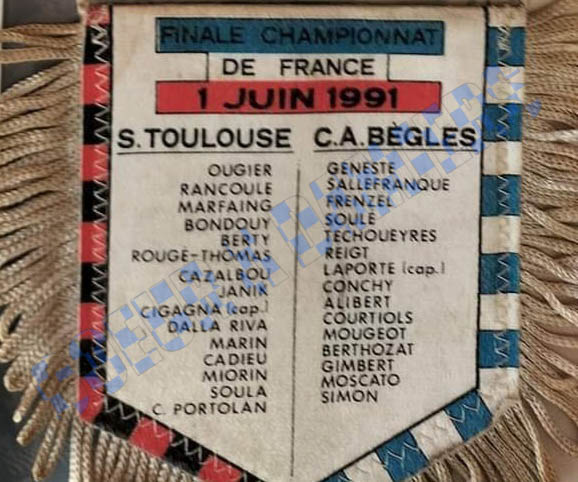 FINALE CHAMPIONNAT
DE FRANCE
1 JUIN 1991
S.TOULOUSE
OUGIER
RANCOULE
MARFAING
BONDOUY
BERTY
ROUGÉ-THOMAS
CAZALBOU
JANIK
CIGAGNA (cap.)
DALLA RIVA
MARIN
CADIEU
MIORIN
SOULA
C. PORTOLAN
C.A.BÈGLES
GENESTE
SALLEFRANQUE
FRENZEL
SOULÉ
TECHOUEYRES
REIGT
LAPORTE (cap.)
CONCHY
ALIBERT
COURTIOLS
MOUGEOT
BERTHOZAT
GIMBERT
MOSCATO
SIMON